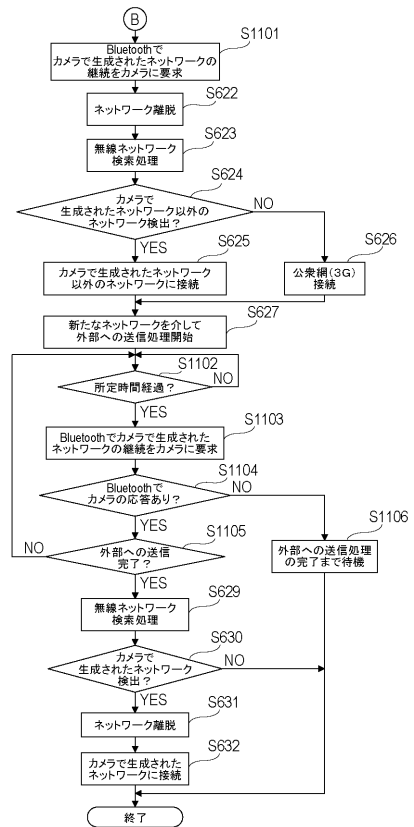 B
S1101
Bluetoothで
カメラで生成されたネットワークの
継続をカメラに要求
S622
ネットワーク離脱
S623
無線ネットワーク
検索処理
S624
カメラで
生成されたネットワーク以外の
ネットワーク検出?
NO
YES
S625
カメラで生成されたネットワーク
以外のネットワークに接続
S626
公衆網(3G)
接続
S627
新たなネットワークを介して
外部への送信処理開始
S1102
所定時間経過?
NO
YES
S1103
Bluetoothでカメラで生成された
ネットワークの継続をカメラに要求
S1104
Bluetoothで
カメラの応答あり?
NO
YES
S1105
外部への送信
完了?
NO
YES
S1106
外部への送信処理
の完了まで待機
S629
無線ネットワーク
検索処理
S630
カメラで
生成されたネットワーク
検出?
NO
YES
S631
ネットワーク離脱
S632
カメラで生成された
ネットワークに接続
終了